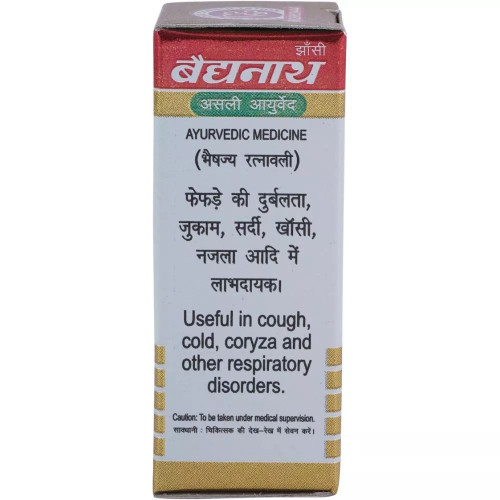 झाँसी
बैद्यनाथ
असली आयुर्वेद
AYURVEDIC MEDICINE
(भैषज्य रत्नावली)
फेफड़े की दुर्बलता,
जुकाम, सर्दी, खाँसी,
नजला आदि में
लाभदायक।
Useful in cough,
cold, coryza and
other respiratory
disorders.
Caution: To be taken under medical supervision.
सावधानी : चिकित्सक की देख-रेख में सेवन करें।